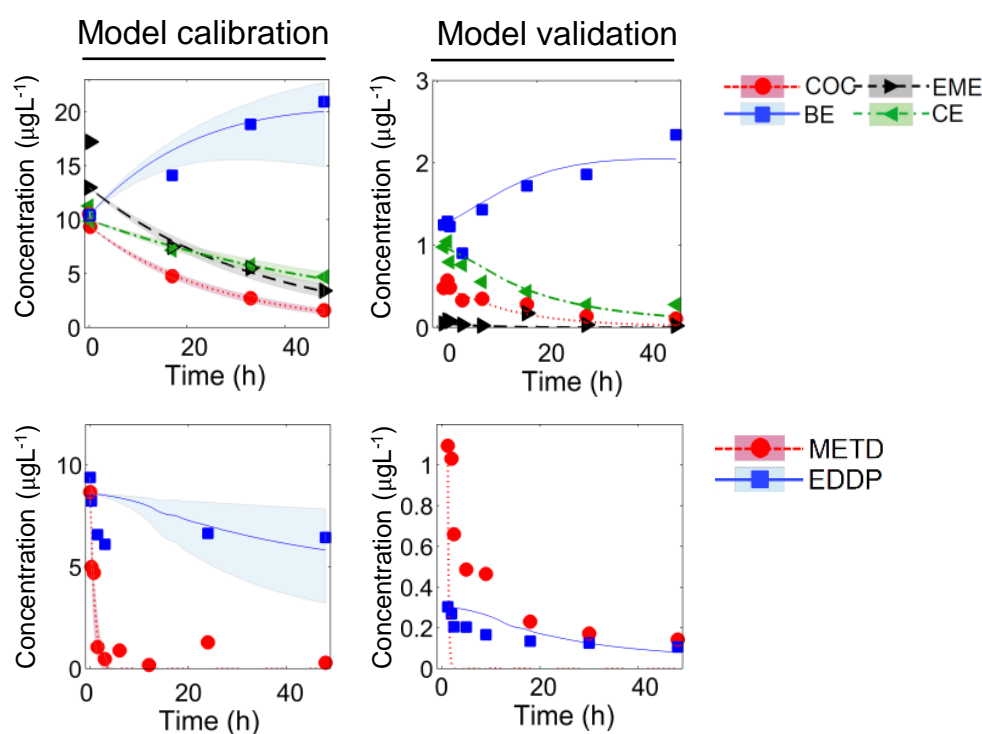 Model calibration
Model validation
Concentration (µgL⁻¹)
20
15
10
5
0
0 20 40
Time (h)
Concentration (µgL⁻¹)
3
2
1
0
0 20 40
Time (h)
COC EME
BE CE
Concentration (µgL⁻¹)
10
5
0
0 20 40
Time (h)
Concentration (µgL⁻¹)
1
0.8
0.6
0.4
0.2
0
0 20 40
Time (h)
METD
EDDP